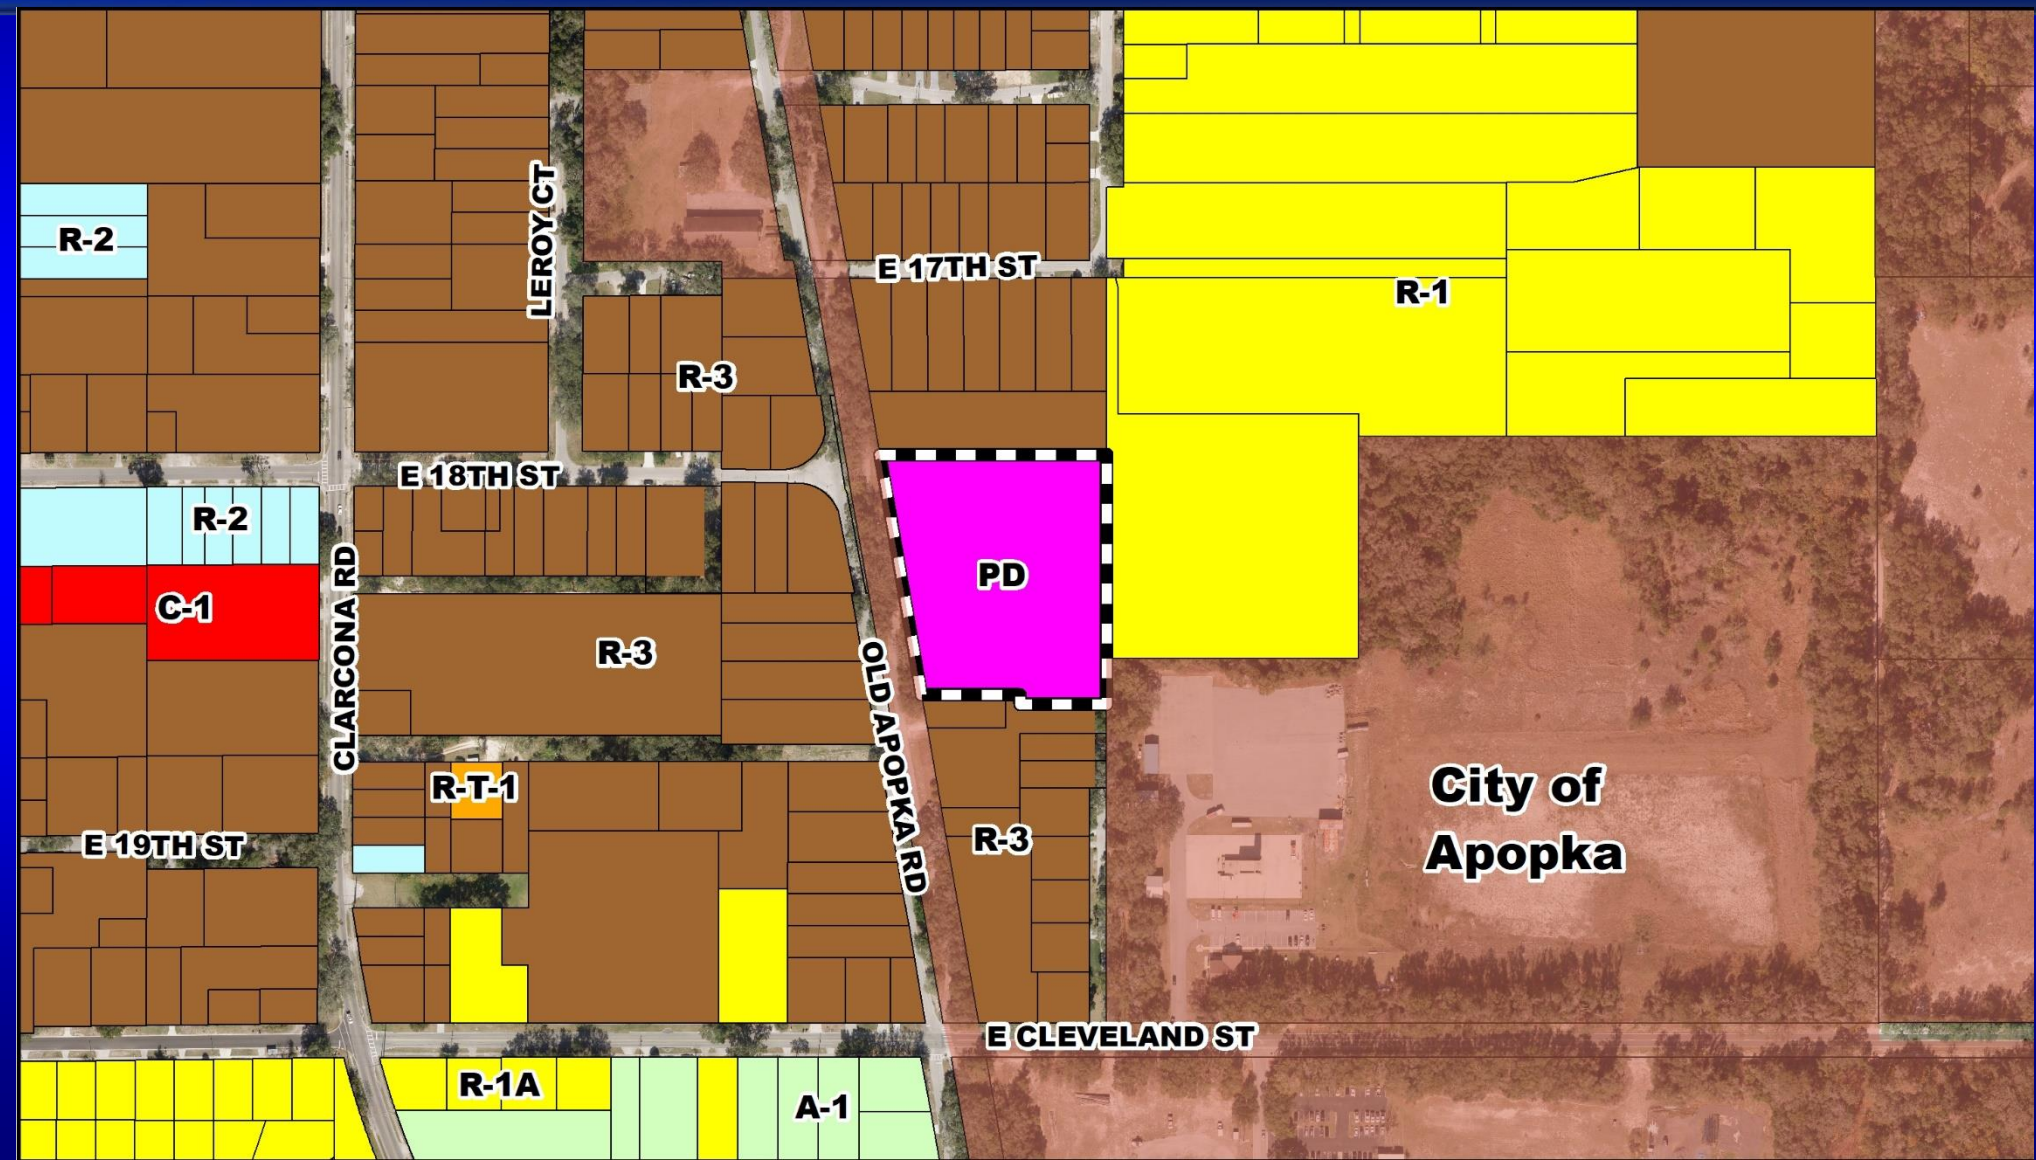 R-2
LEROY CT
E 17TH ST
R-1
R-3
E 18TH ST
R-2
C-1
CLARCONA RD
PD
R-3
OLD APOPKA RD
R-T-1
City of
Apopka
E 19TH ST
R-3
E CLEVELAND ST
R-1A
A-1